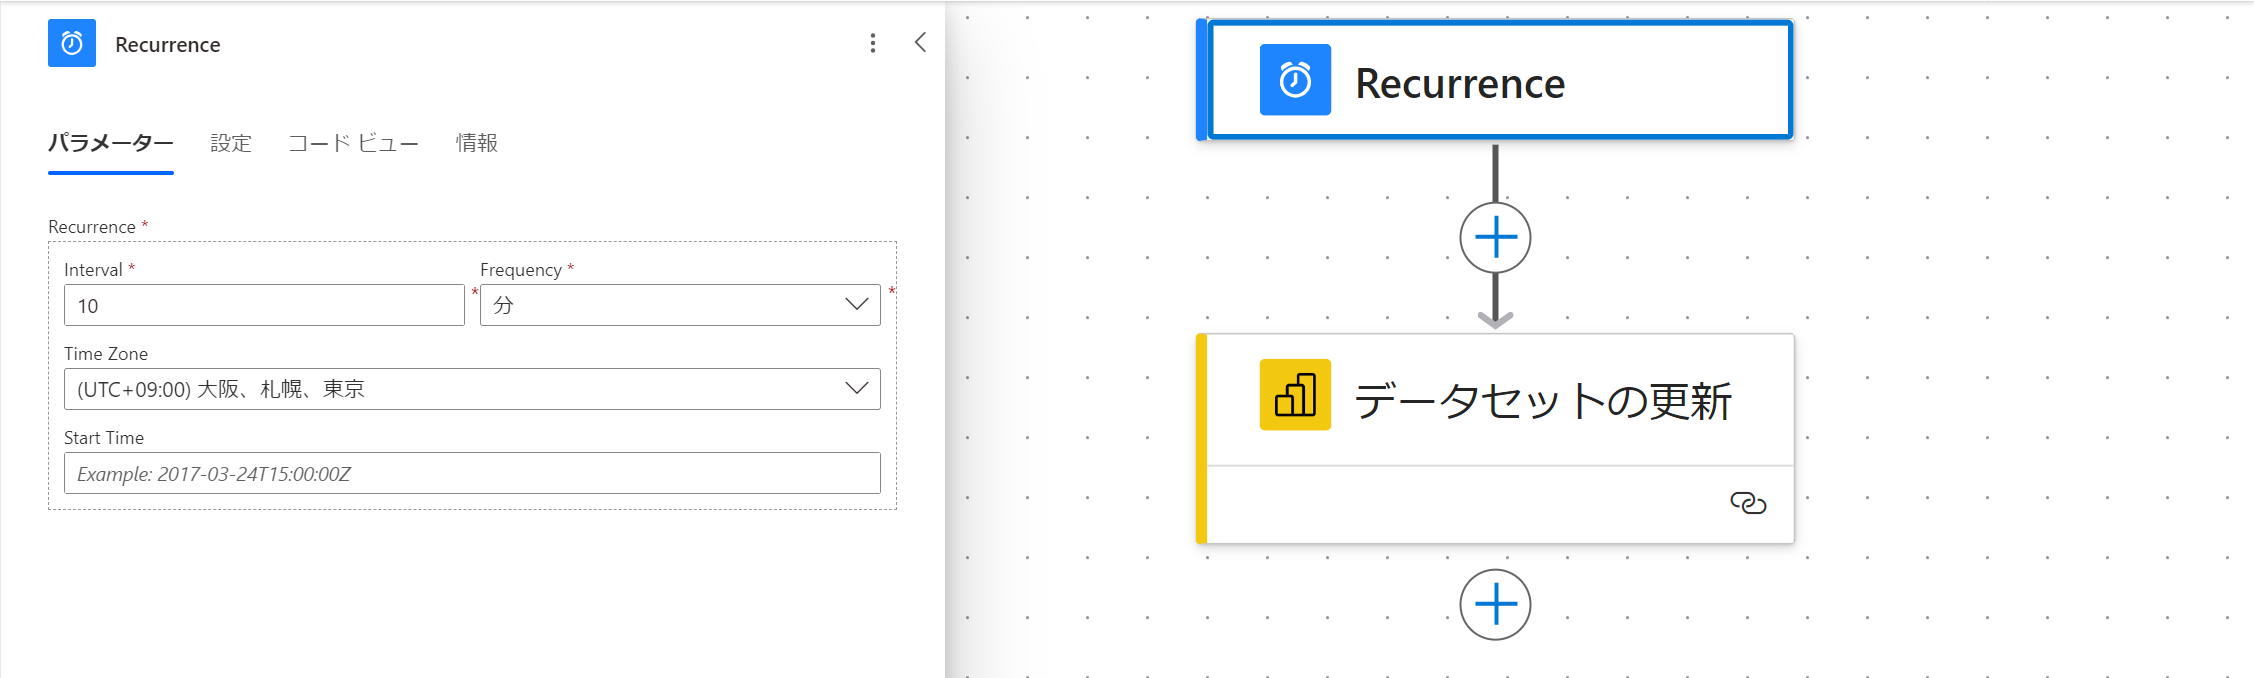 Recurrence
パラメーター 設定 コード ビュー 情報
Recurrence *
Interval * Frequency *
10 * 分 *
Time Zone
(UTC+09:00) 大阪、札幌、東京
Start Time
Example: 2017-03-24T15:00:00Z
Recurrence
データセットの更新